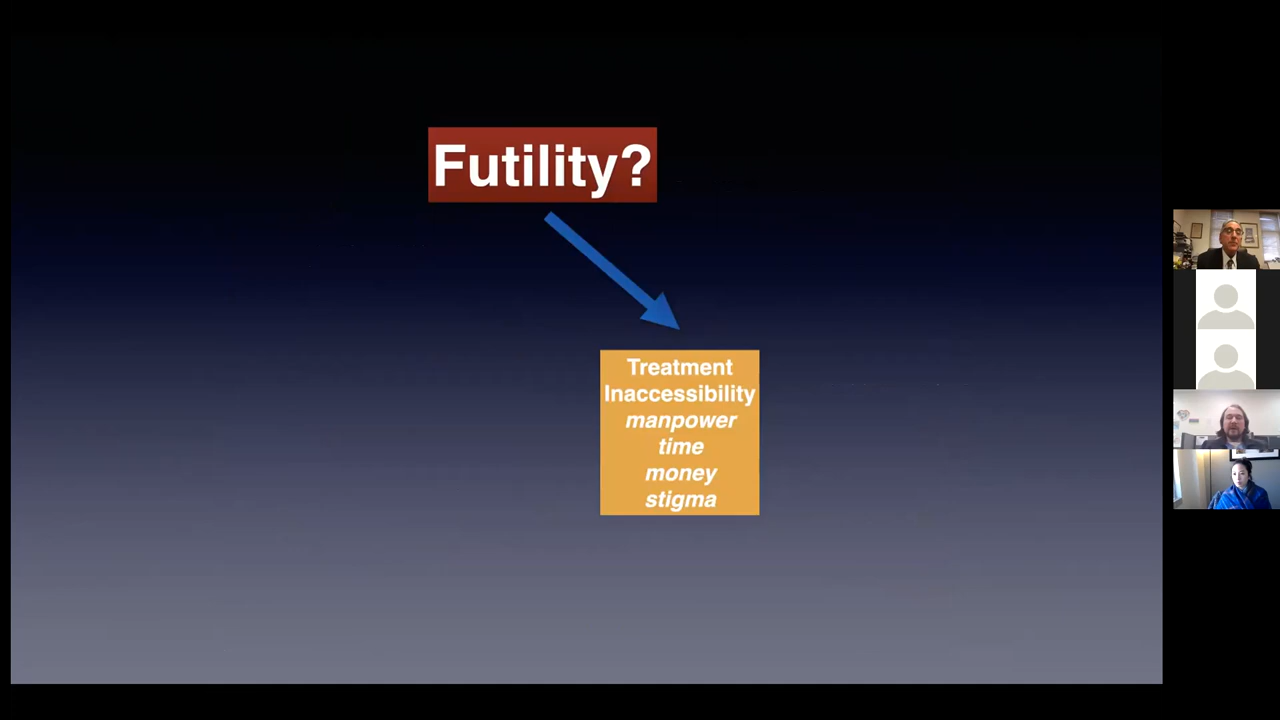 Futility?
Treatment
Inaccessibility
manpower
time
money
stigma